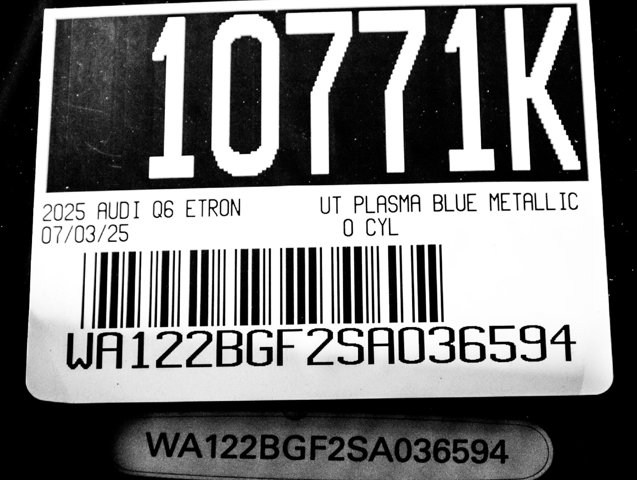 10771K
2025 AUDI Q6 ETRON UT PLASMA BLUE METALLIC
07/03/25 0 CYL
WA122BGF2SA036594
WA122BGF2SA036594